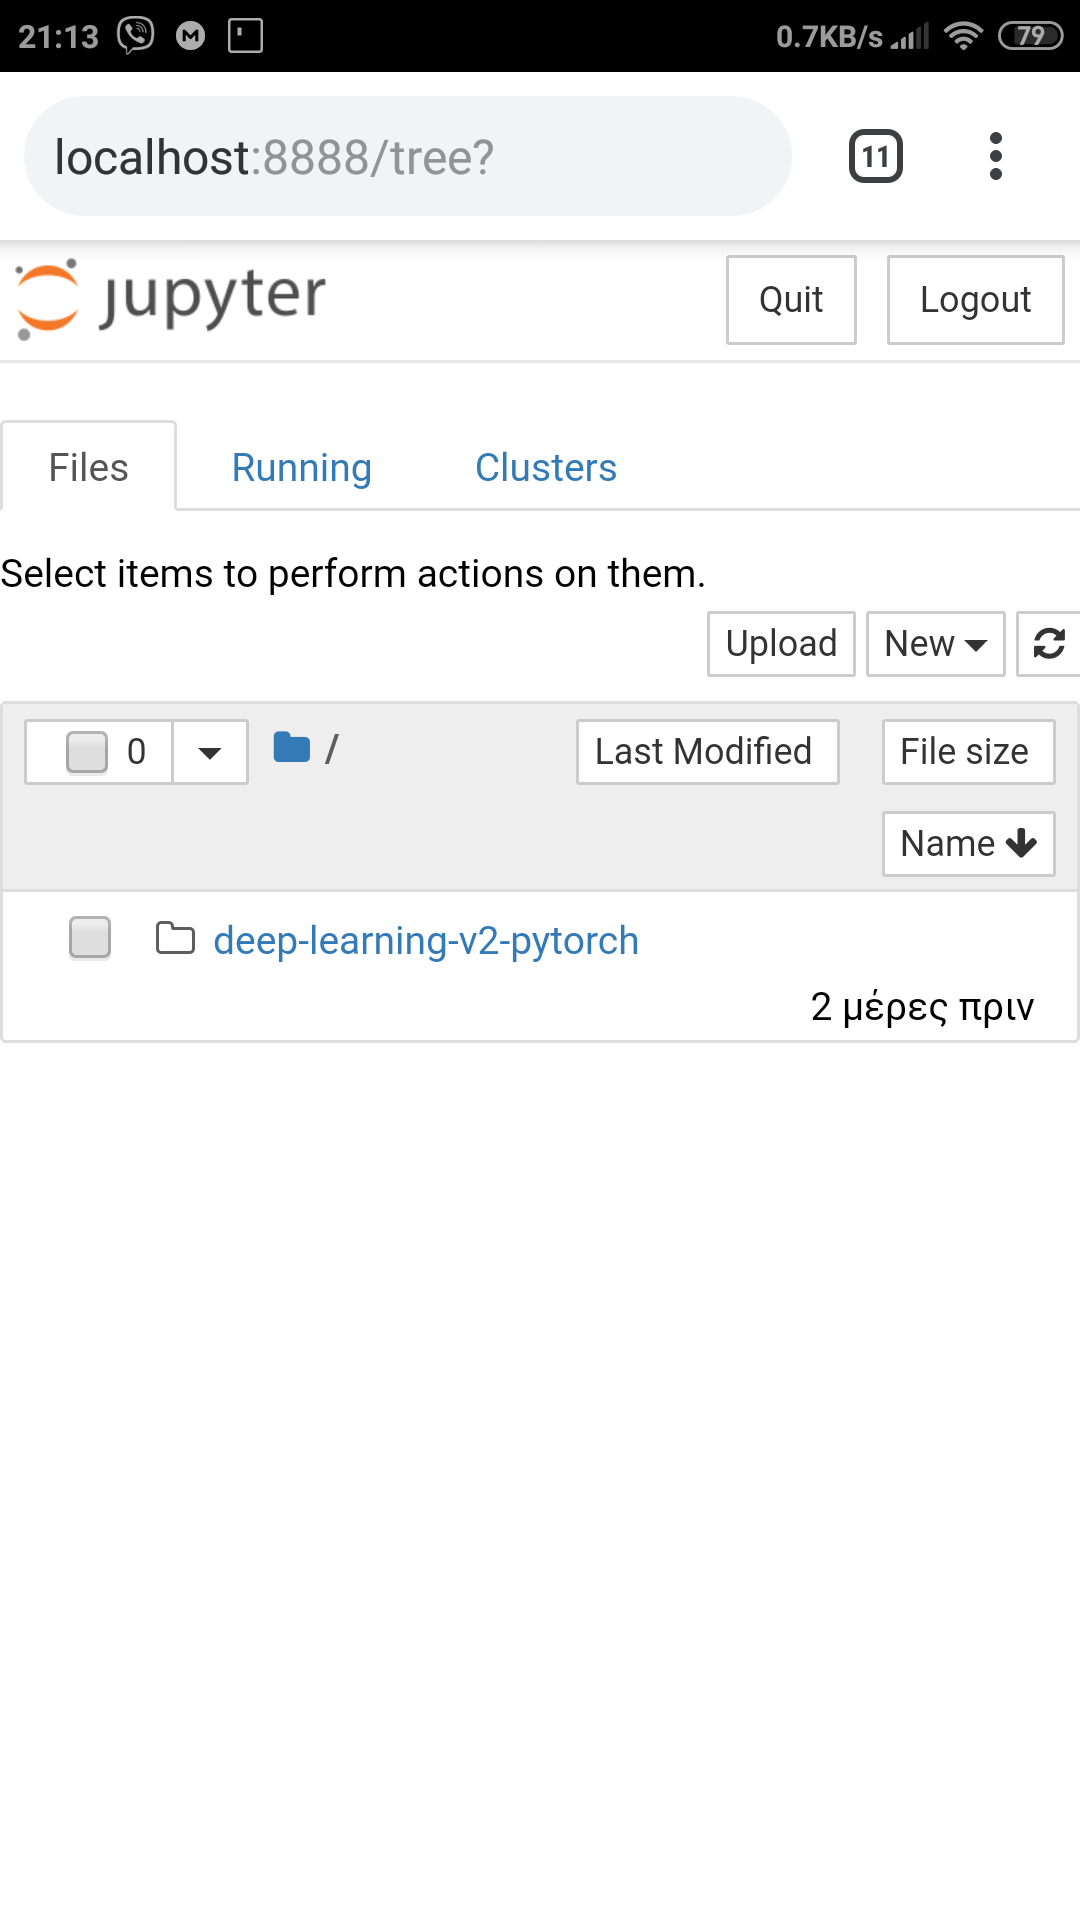 21:13 0.7KB/s 79
localhost:8888/tree? 11
jupyter Quit Logout
Files Running Clusters
Select items to perform actions on them.
Upload New
0 / Last Modified File size
Name
deep-learning-v2-pytorch
2 μέρες πριν